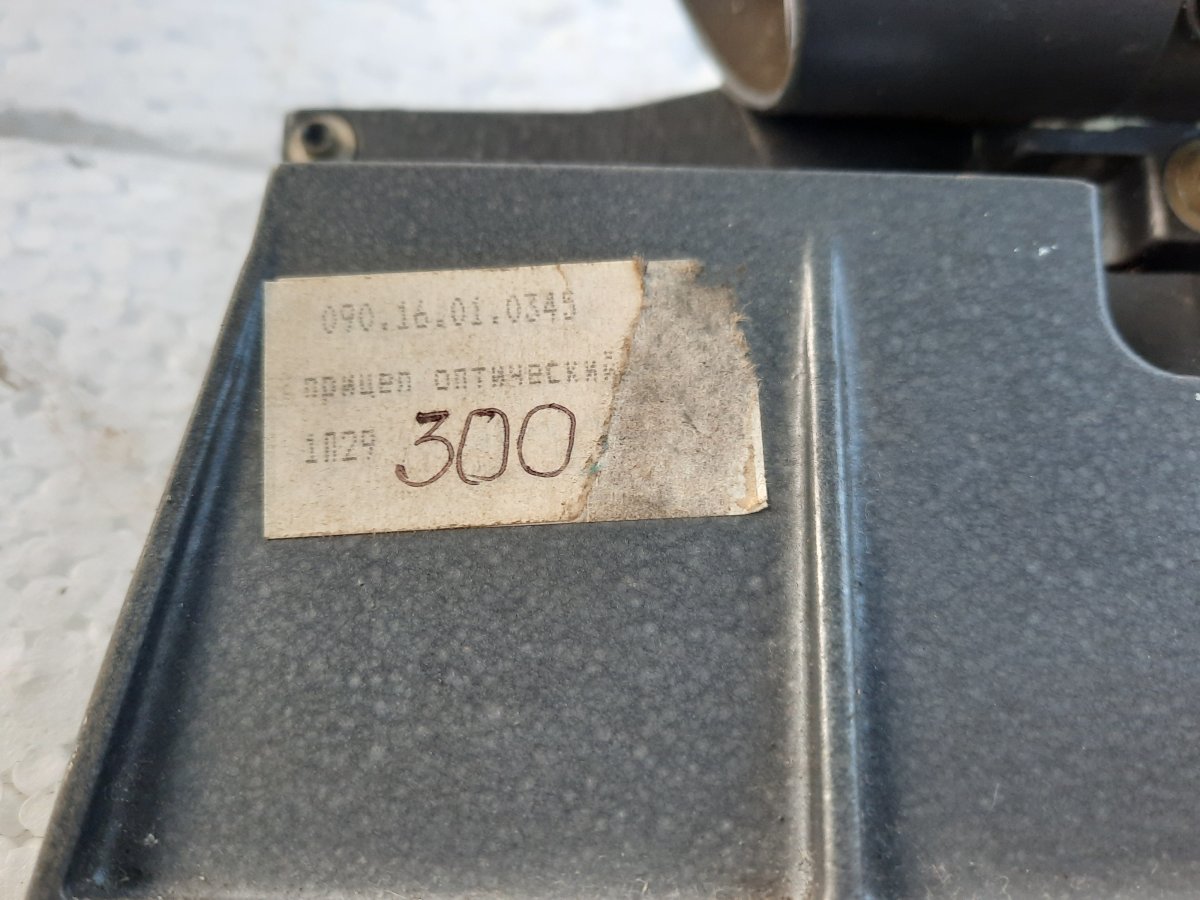 090.16.01.0345
прицел оптический
1П29 300